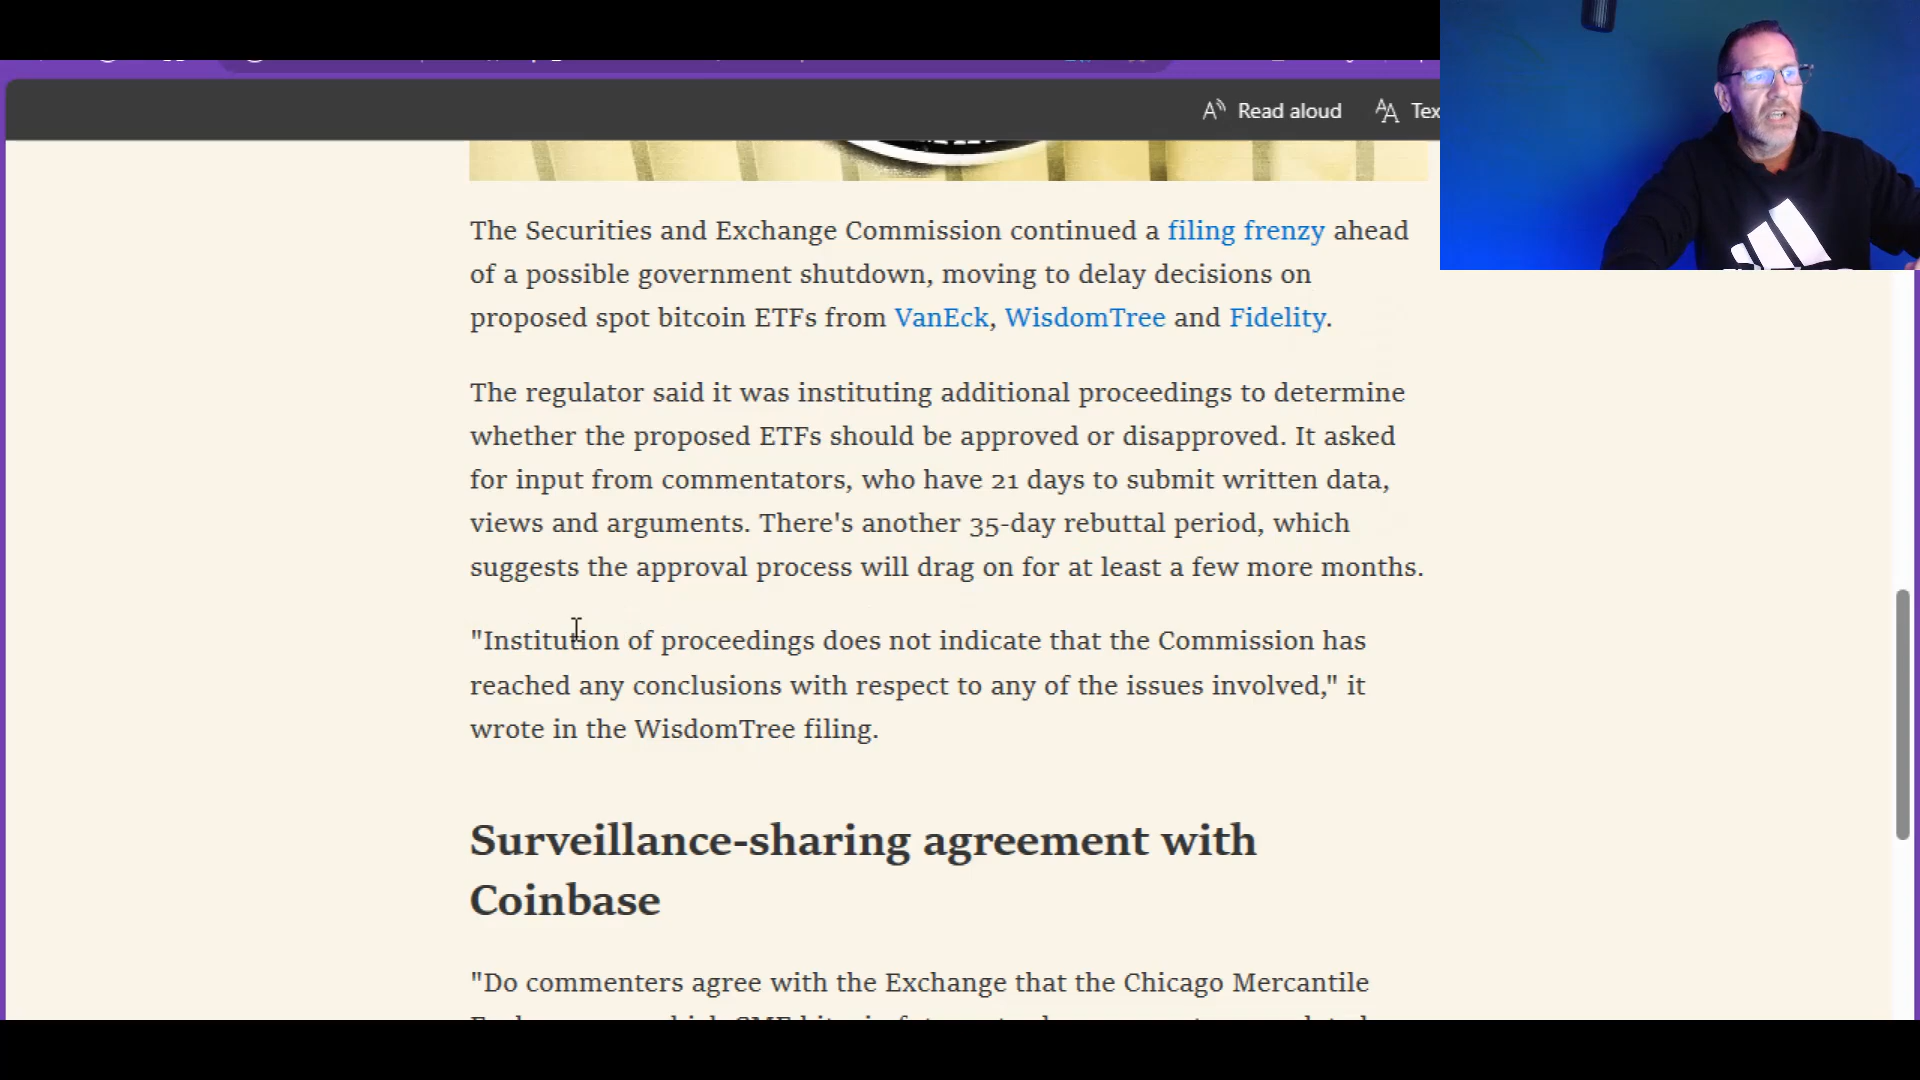 Read aloud
Tex
The Securities and Exchange Commission continued a filing frenzy ahead
of a possible government shutdown, moving to delay decisions on
proposed spot bitcoin ETFs from VanEck, WisdomTree and Fidelity.
The regulator said it was instituting additional proceedings to determine
whether the proposed ETFs should be approved or disapproved. It asked
for input from commentators, who have 21 days to submit written data,
views and arguments. There's another 35-day rebuttal period, which
suggests the approval process will drag on for at least a few more months.
"Institution of proceedings does not indicate that the Commission has
reached any conclusions with respect to any of the issues involved," it
wrote in the WisdomTree filing.
Surveillance-sharing agreement with
Coinbase
"Do commenters agree with the Exchange that the Chicago Mercantile